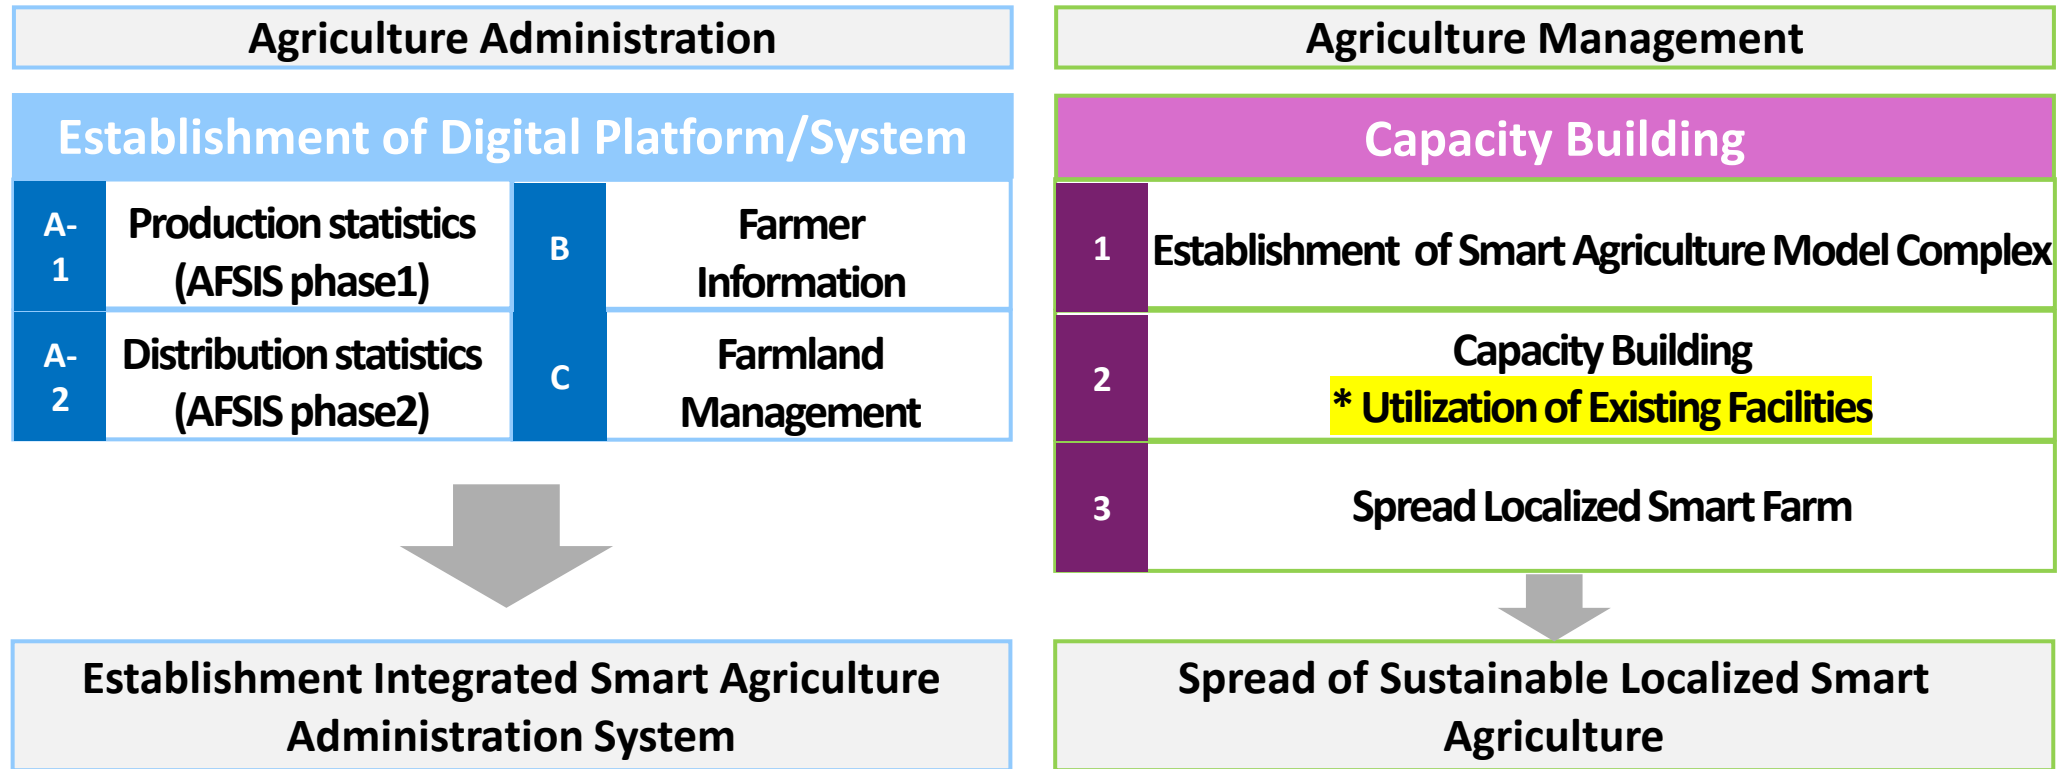 Agriculture Administration
Establishment of Digital Platform/System
A-
1
Production statistics
(AFSIS phase1)
B
Farmer
Information
A-
2
Distribution statistics
(AFSIS phase2)
C
Farmland
Management
Establishment Integrated Smart Agriculture
Administration System
Agriculture Management
Capacity Building
1
Establishment of Smart Agriculture Model Complex
2
Capacity Building
* Utilization of Existing Facilities
3
Spread Localized Smart Farm
Spread of Sustainable Localized Smart
Agriculture